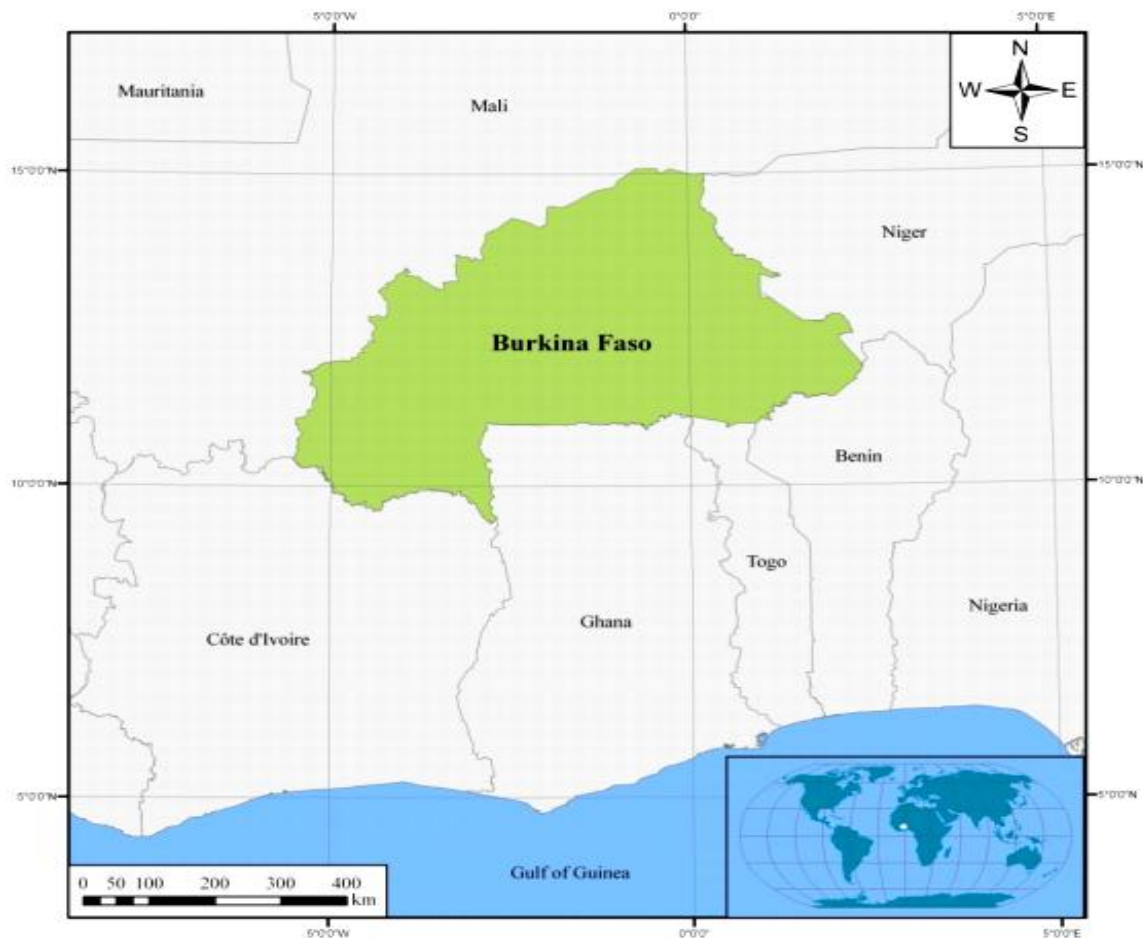 5°0'0"W
0°0'0"
5°0'0"E
N
W
E
S
Mauritania
Mali
15°0'0"N
15°0'0"N
Niger
Burkina Faso
Benin
10°0'0"N
10°0'0"N
Togo
Nigeria
Ghana
Côte d'Ivoire
5°0'0"N
5°0'0"N
Gulf of Guinea
0 50 100 200 300 400
km
5°0'0"W
0°0'0"
5°0'0"E